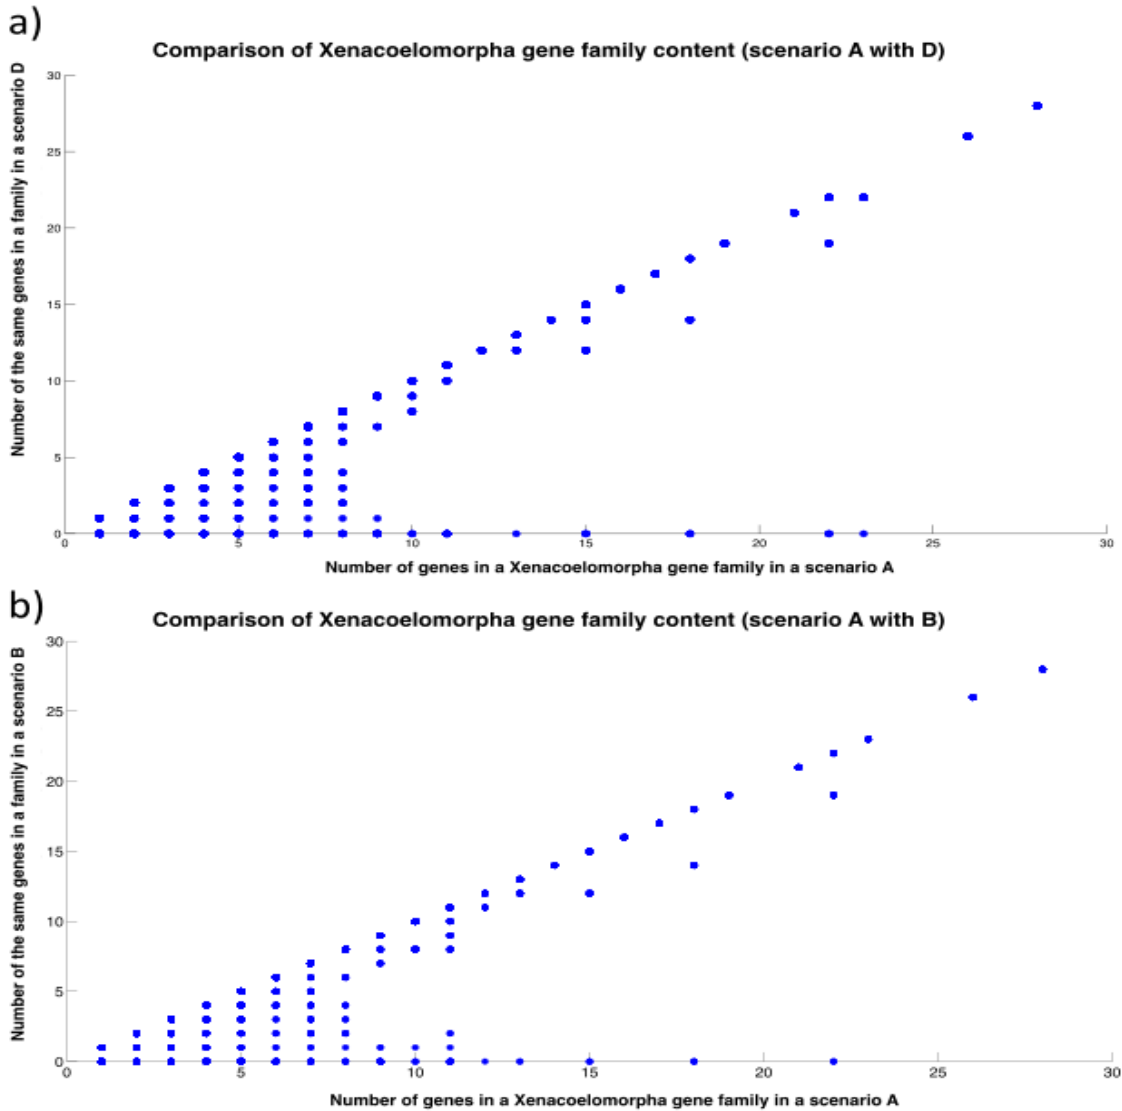 a)
Comparison of Xenacoelomorpha gene family content (scenario A with D)
Number of the same genes in a family in a scenario D
30
25
20
15
10
5
0
0 5 10 15 20 25 30
Number of genes in a Xenacoelomorpha gene family in a scenario A
b)
Comparison of Xenacoelomorpha gene family content (scenario A with B)
Number of the same genes in a family in a scenario B
30
25
20
15
10
5
0
0 5 10 15 20 25 30
Number of genes in a Xenacoelomorpha gene family in a scenario A